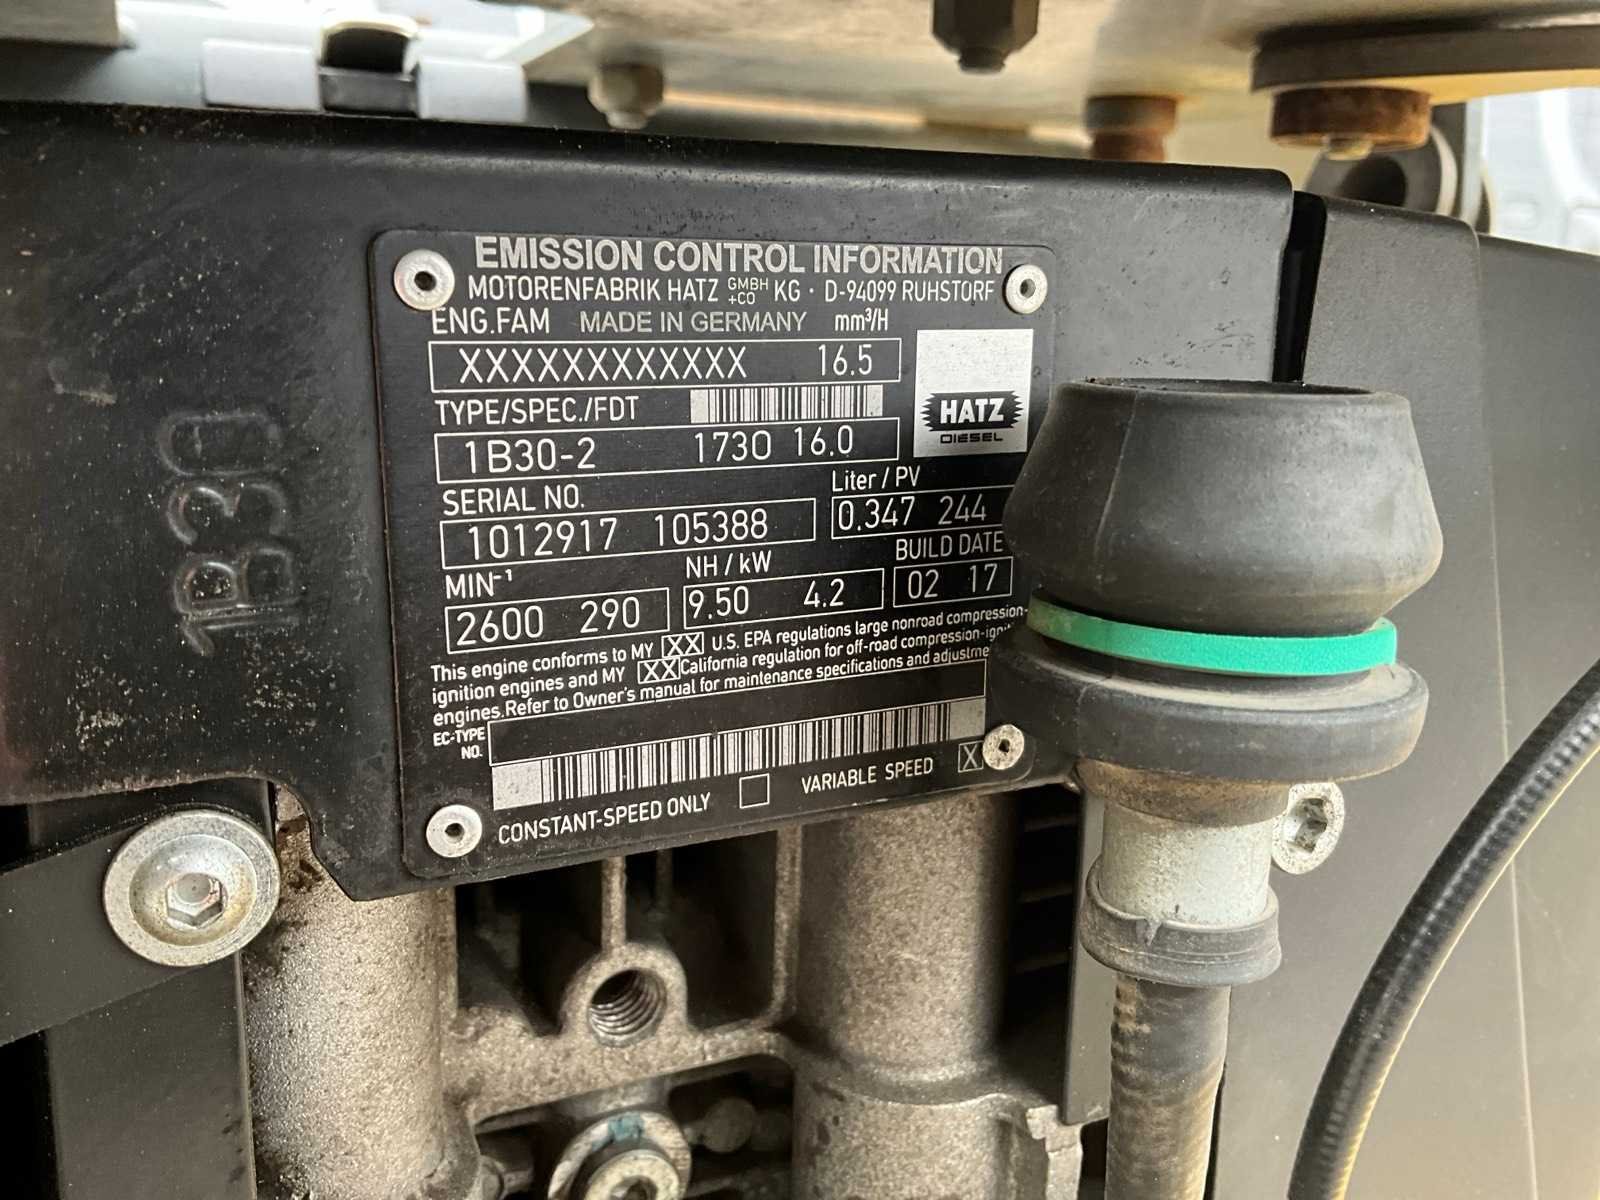 EMISSION CONTROL INFORMATION
MOTORENFABRIK HATZ GMBH +CO KG · D-94099 RUHSTORF
ENG.FAM MADE IN GERMANY mm³/H
XXXXXXXXXXXX 16.5
TYPE/SPEC./FDT
HATZ
DIESEL
1B30-2 1730 16.0
SERIAL NO. Liter / PV
1012917 105388 0.347 244
MIN⁻¹ NH / kW BUILD DATE
2600 290 9.50 4.2 02 17
This engine conforms to MY XX U.S. EPA regulations large nonroad compression-
ignition engines and MY XX California regulation for off-road compression-ignit
engines. Refer to Owner's manual for maintenance specifications and adjustme
EC-TYPE
NO.
CONSTANT-SPEED ONLY VARIABLE SPEED X
1B30